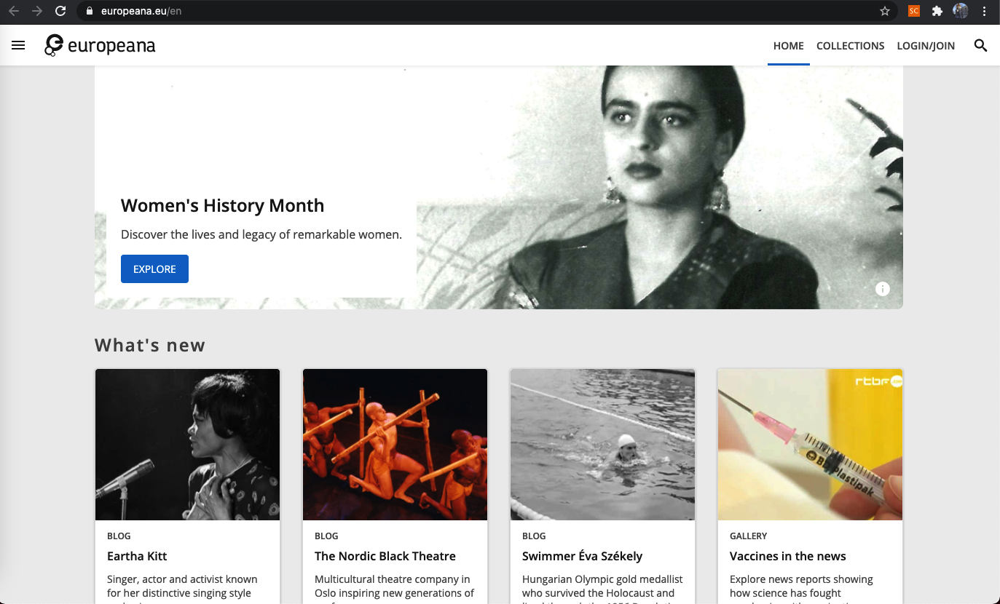 europeana.eu/en
SC
europeana
HOME COLLECTIONS LOGIN/JOIN
Women's History Month
Discover the lives and legacy of remarkable women.
EXPLORE
i
What's new
rtbf
BD Plastipak
BLOG
Eartha Kitt
Singer, actor and activist known
for her distinctive singing style
BLOG
The Nordic Black Theatre
Multicultural theatre company in
Oslo inspiring new generations of
BLOG
Swimmer Éva Székely
Hungarian Olympic gold medallist
who survived the Holocaust and
GALLERY
Vaccines in the news
Explore news reports showing
how science has fought